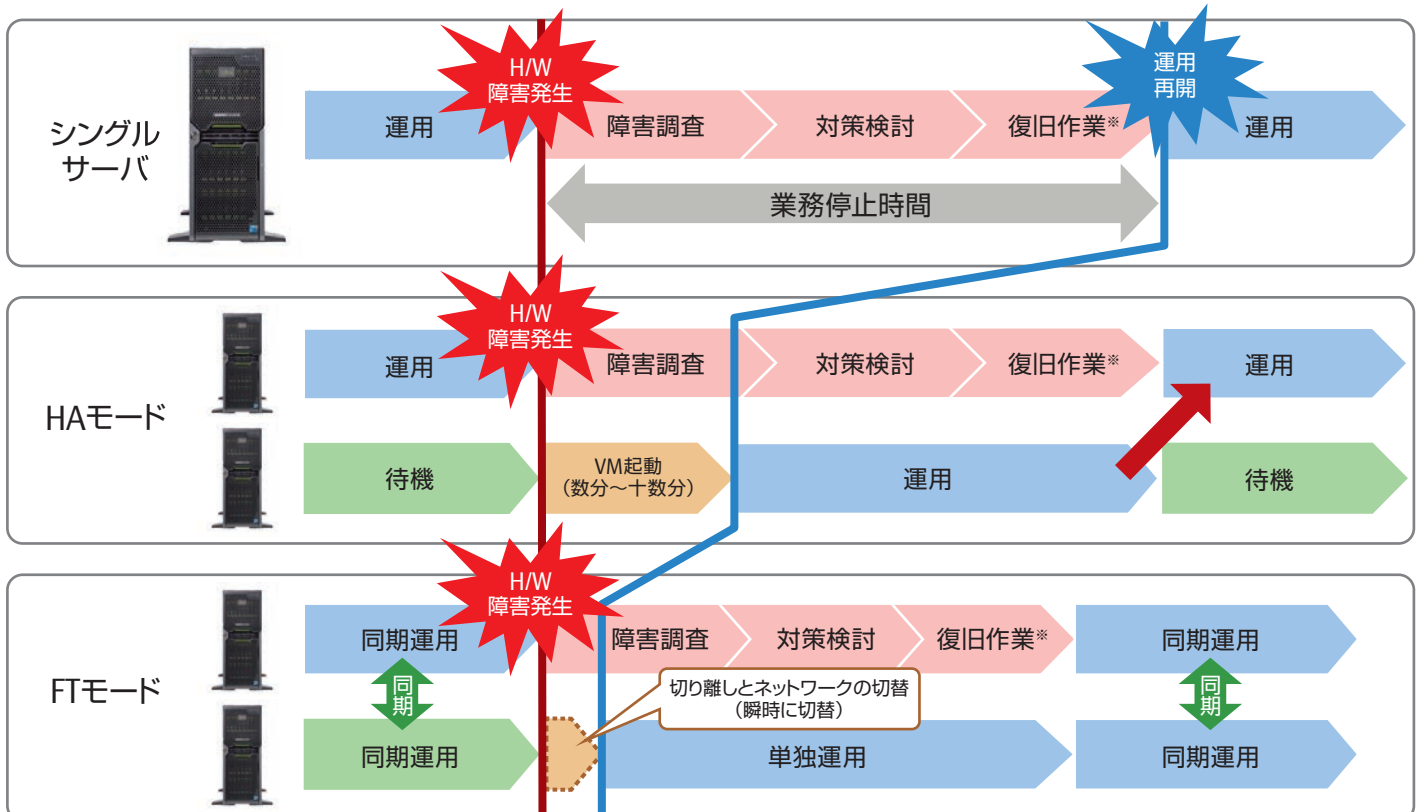 シングル
サーバ
運用
H/W
障害発生
障害調査
対策検討
復旧作業※
運用
再開
運用
業務停止時間
HAモード
運用
H/W
障害発生
障害調査
対策検討
復旧作業※
運用
待機
VM起動
(数分～十数分)
運用
待機
FTモード
同期運用
H/W
障害発生
障害調査
対策検討
復旧作業※
同期運用
同期
切り離しとネットワークの切替
(瞬時に切替)
同期
同期運用
単独運用
同期運用